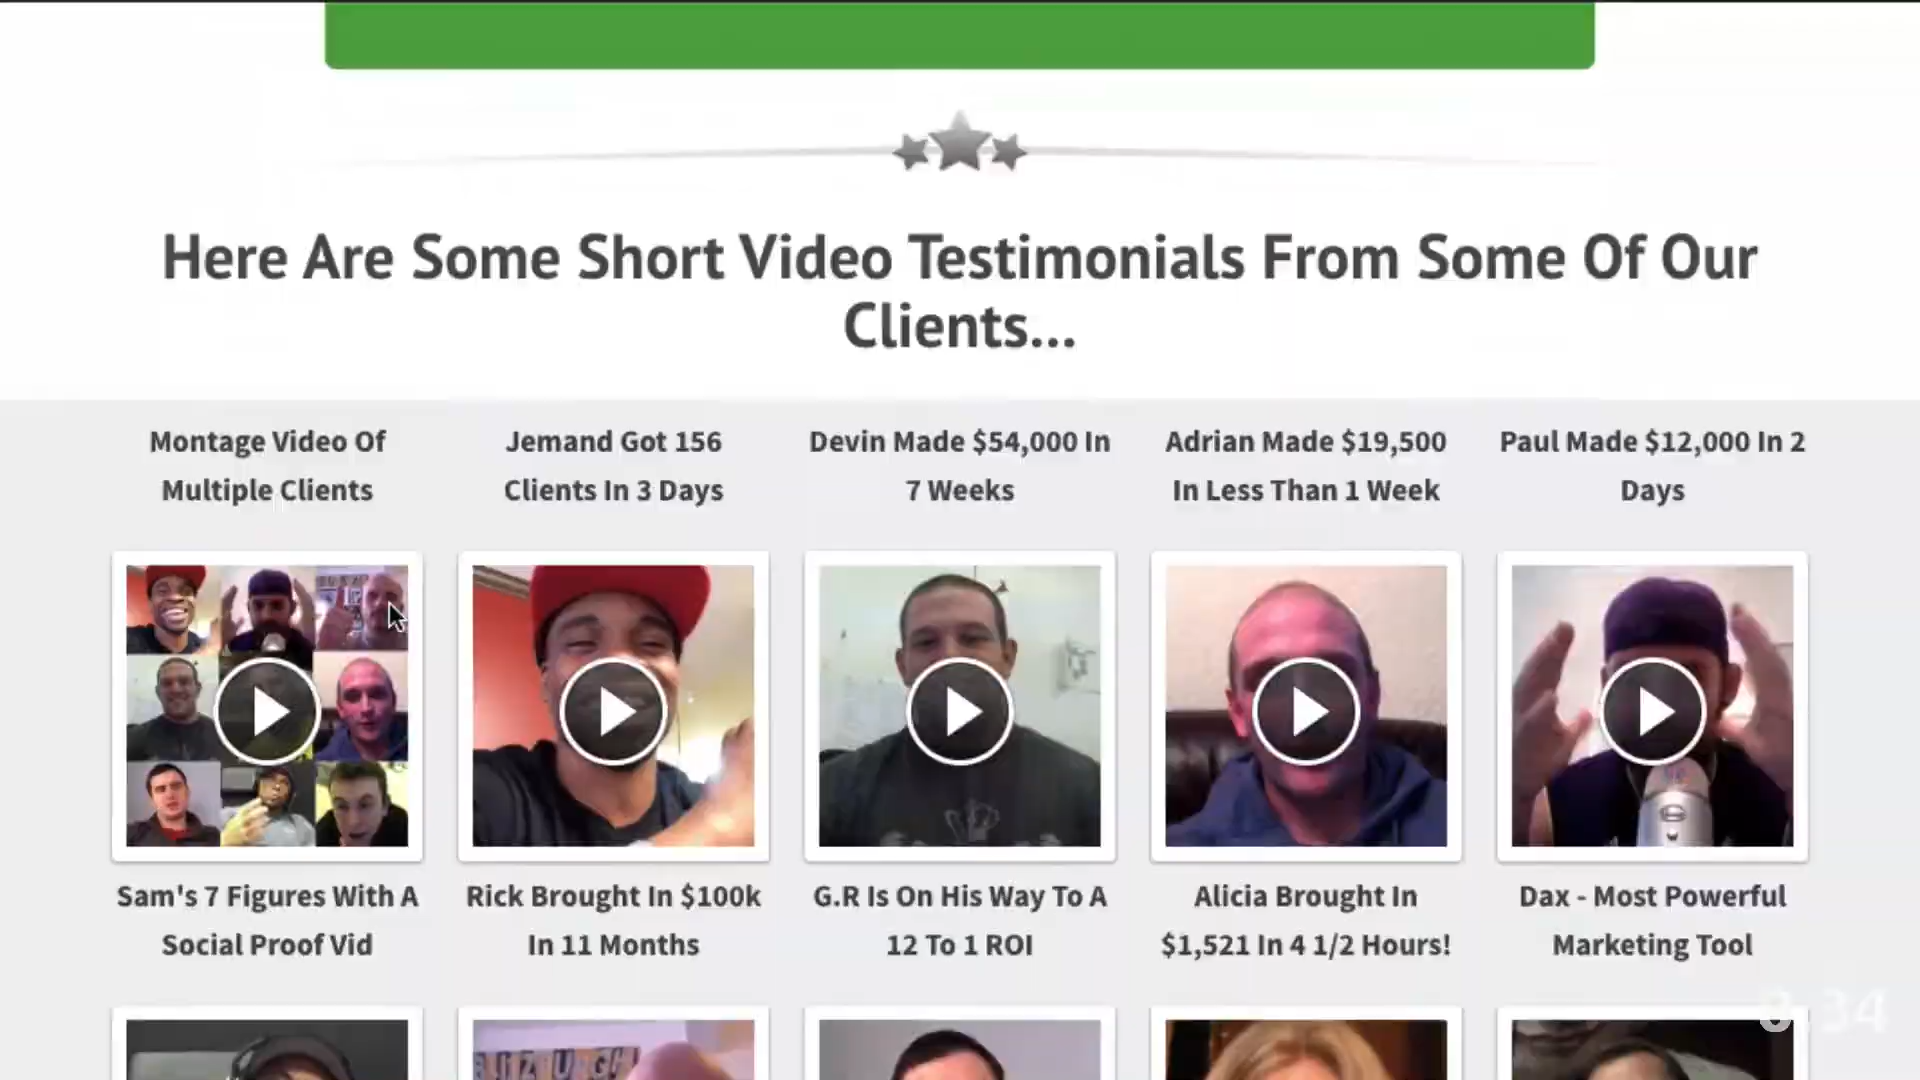 Here Are Some Short Video Testimonials From Some Of Our
Clients...
Montage Video Of
Multiple Clients
Jemand Got 156
Clients In 3 Days
Devin Made $54,000 In
7 Weeks
Adrian Made $19,500
In Less Than 1 Week
Paul Made $12,000 In 2
Days
Sam's 7 Figures With A
Social Proof Vid
Rick Brought In $100k
In 11 Months
G.R Is On His Way To A
12 To 1 ROI
Alicia Brought In
$1,521 In 4 1/2 Hours!
Dax - Most Powerful
Marketing Tool